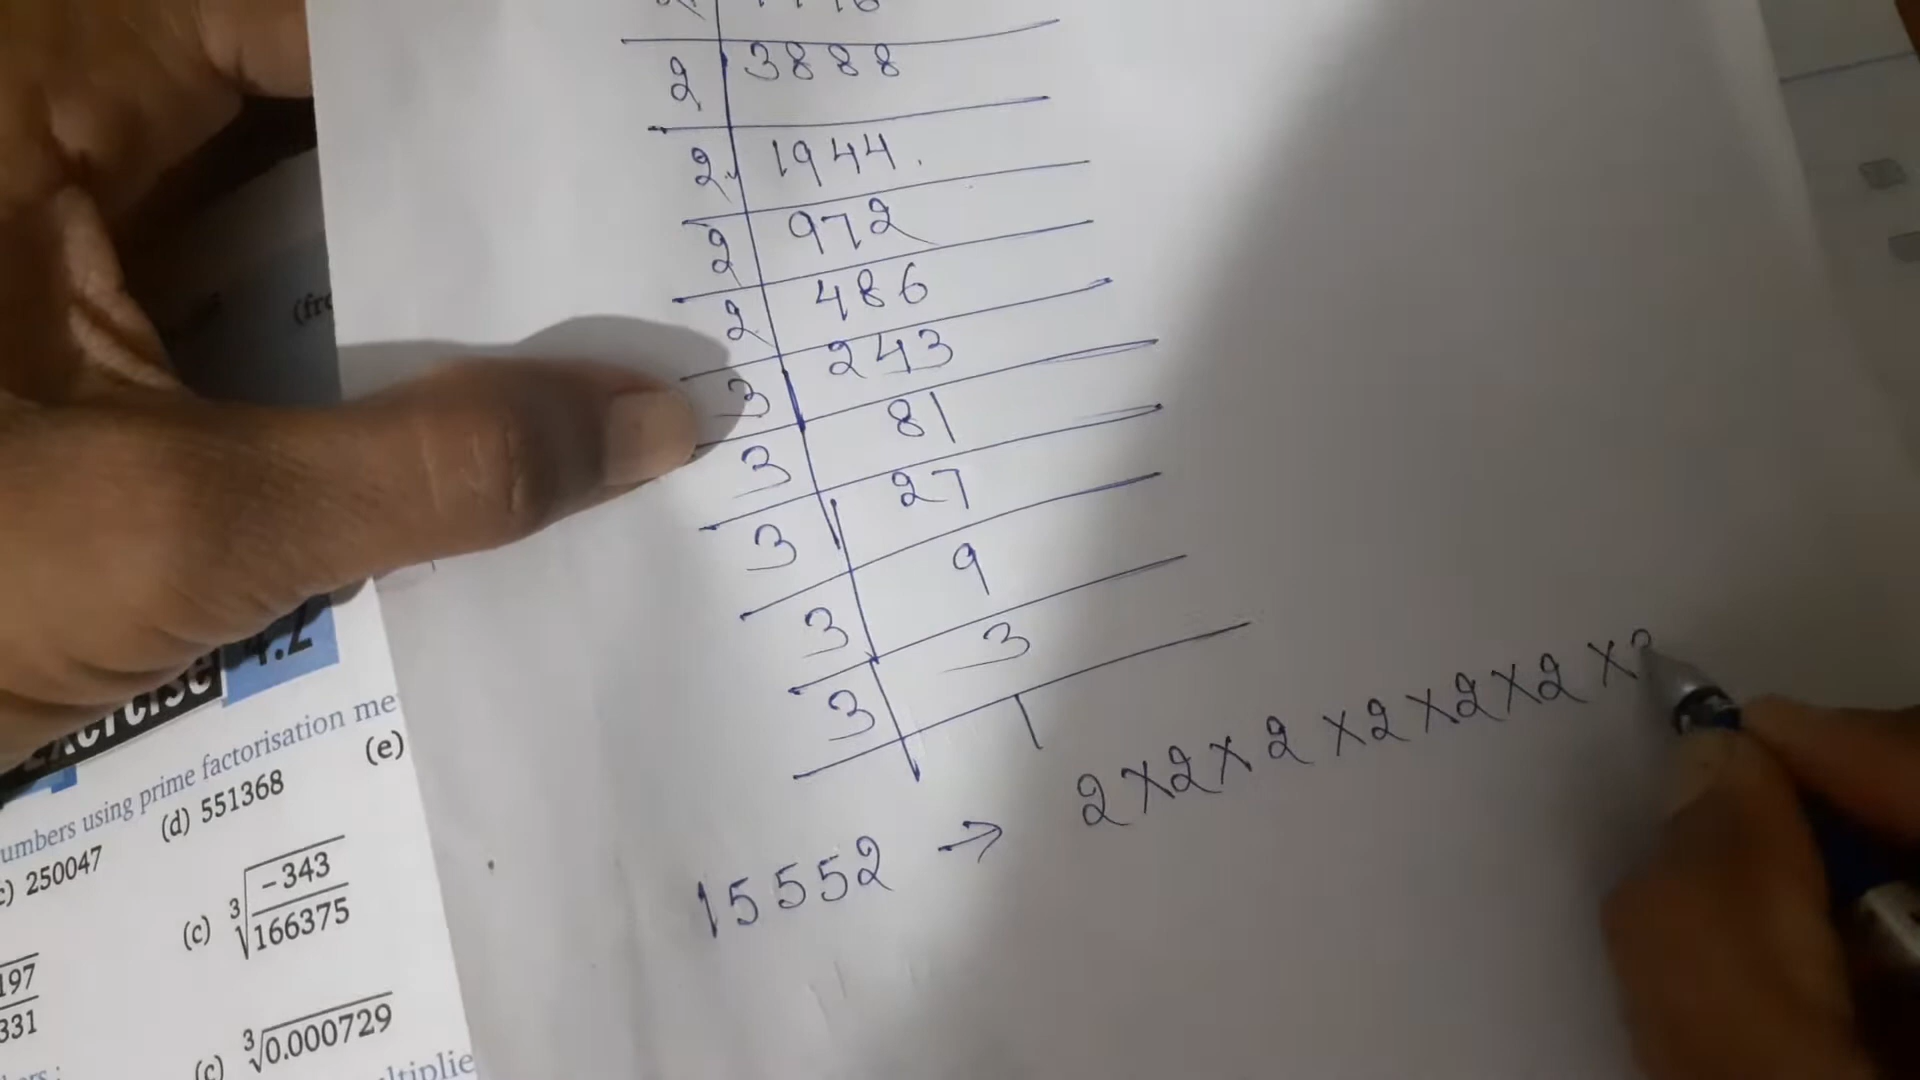 2 | 7776
2 | 3888
2 | 1944.
2 | 972
2 | 486
3 | 243
3 | 81
3 | 27
3 | 9
3 | 3
1
15552 → 2×2×2×2×2×2×
(fr
Exercise 4.2
umbers using prime factorisation me
) 250047 (d) 551368 (e)
197
331
(c) ∛(-343/166375)
(c) ∛0.000729
ers :
ltiplie